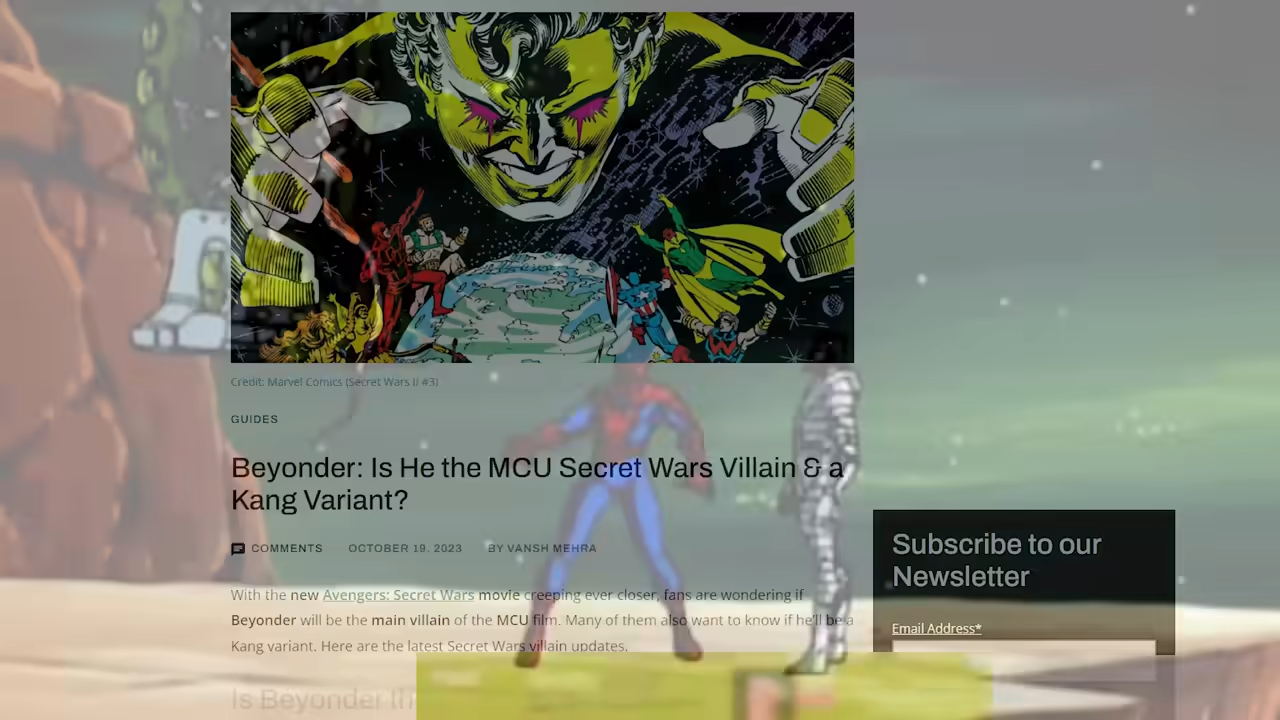 Credit: Marvel Comics (Secret Wars II #3)
GUIDES
Beyonder: Is He the MCU Secret Wars Villain & a
Kang Variant?
COMMENTS OCTOBER 19, 2023 BY VANSH MEHRA
With the new Avengers: Secret Wars movie creeping ever closer, fans are wondering if
Beyonder will be the main villain of the MCU film. Many of them also want to know if he'll be a
Kang variant. Here are the latest Secret Wars villain updates.
Is Beyonder
Subscribe to our
Newsletter
Email Address*